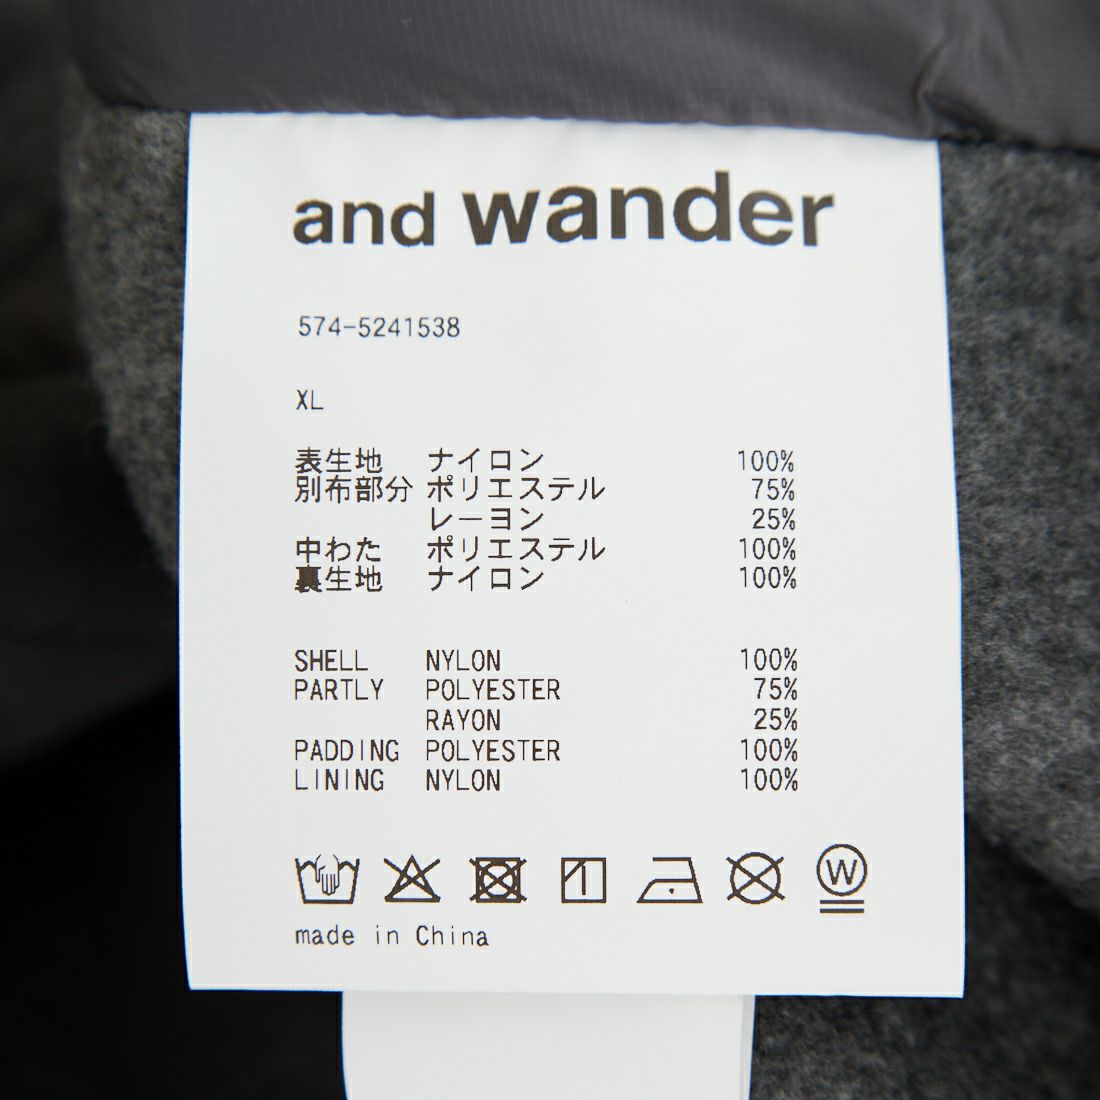 and wander
574-5241538
XL
表生地 ナイロン 100%
別布部分 ポリエステル 75%
レーヨン 25%
中わた ポリエステル 100%
裏生地 ナイロン 100%
SHELL NYLON 100%
PARTLY POLYESTER 75%
RAYON 25%
PADDING POLYESTER 100%
LINING NYLON 100%
W
made in China